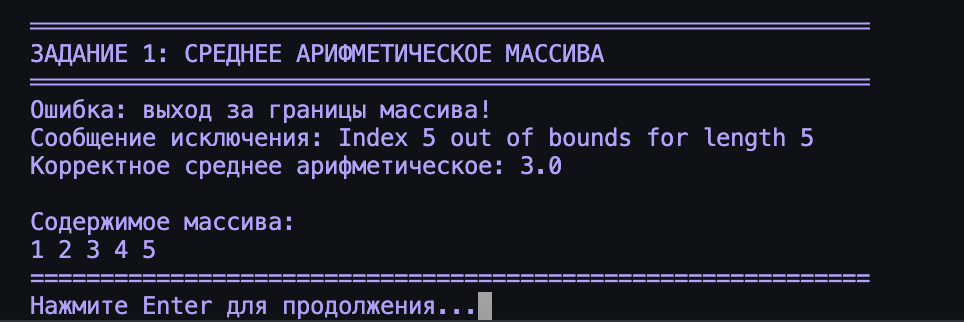 ════════════════════════════════════════════════════════════
ЗАДАНИЕ 1: СРЕДНЕЕ АРИФМЕТИЧЕСКОЕ МАССИВА
════════════════════════════════════════════════════════════
Ошибка: выход за границы массива!
Сообщение исключения: Index 5 out of bounds for length 5
Корректное среднее арифметическое: 3.0

Содержимое массива:
1 2 3 4 5
============================================================
Нажмите Enter для продолжения...